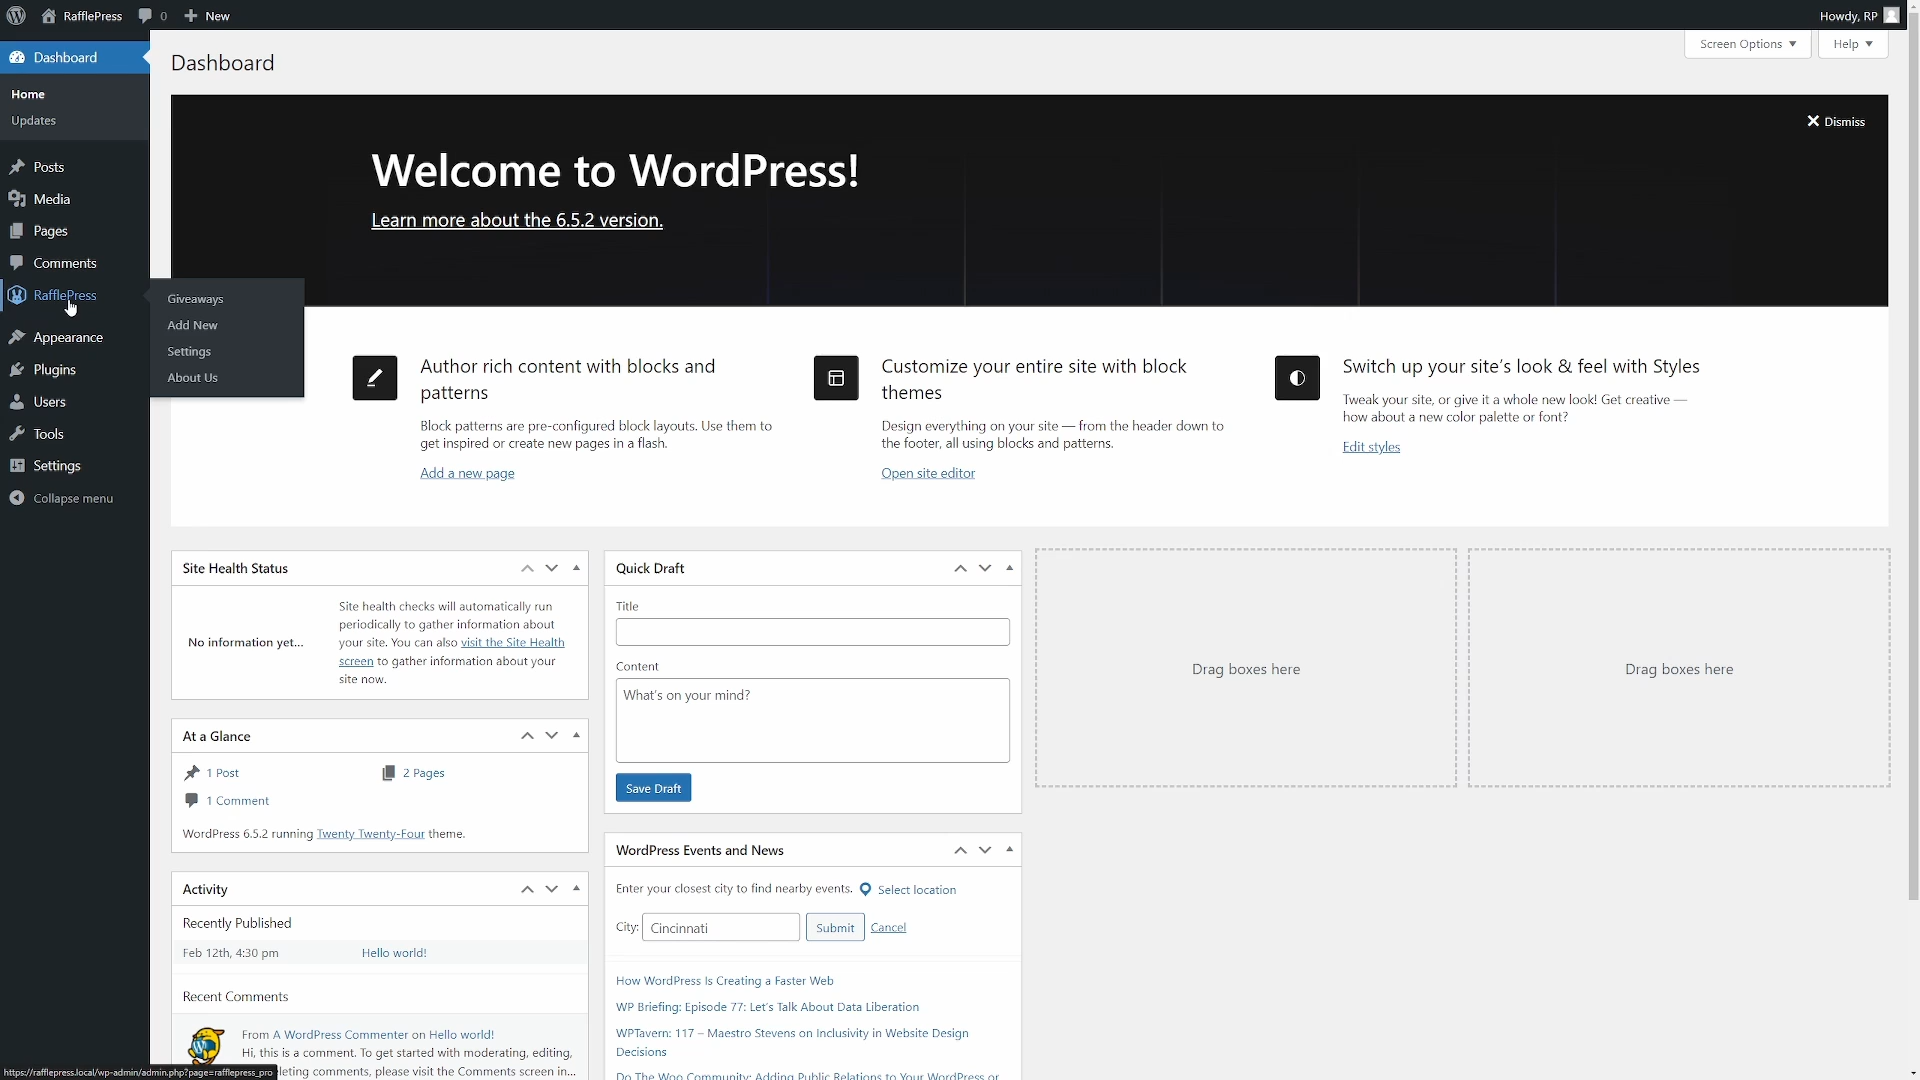 RafflePress
0
New
Howdy, RP
Dashboard
Home
Updates
Posts
Media
Pages
Comments
RafflePress
Appearance
Plugins
Users
Tools
Settings
Collapse menu
Giveaways
Add New
Settings
About Us
Screen Options
Help
Dashboard
Dismiss
Welcome to WordPress!
Learn more about the 6.5.2 version.
Author rich content with blocks and
patterns
Block patterns are pre-configured block layouts. Use them to
get inspired or create new pages in a flash.
Add a new page
Customize your entire site with block
themes
Design everything on your site — from the header down to
the footer, all using blocks and patterns.
Open site editor
Switch up your site's look & feel with Styles
Tweak your site, or give it a whole new look! Get creative —
how about a new color palette or font?
Edit styles
Site Health Status
No information yet...
Site health checks will automatically run
periodically to gather information about
your site. You can also visit the Site Health
screen to gather information about your
site now.
At a Glance
1 Post
2 Pages
1 Comment
WordPress 6.5.2 running Twenty Twenty-Four theme.
Activity
Recently Published
Feb 12th, 4:30 pm
Hello world!
Recent Comments
From A WordPress Commenter on Hello world!
Hi, this is a comment. To get started with moderating, editing,
eting comments, please visit the Comments screen in...
Quick Draft
Title
Content
What's on your mind?
Save Draft
WordPress Events and News
Enter your closest city to find nearby events.
Select location
City:
Cincinnati
Submit
Cancel
How WordPress Is Creating a Faster Web
WP Briefing: Episode 77: Let's Talk About Data Liberation
WPTavern: 117 – Maestro Stevens on Inclusivity in Website Design
Decisions
Do The Woo Community: Adding Public Relations to Your WordPress or
Drag boxes here
Drag boxes here
https://rafflepress.local/wp-admin/admin.php?page=rafflepress_pro